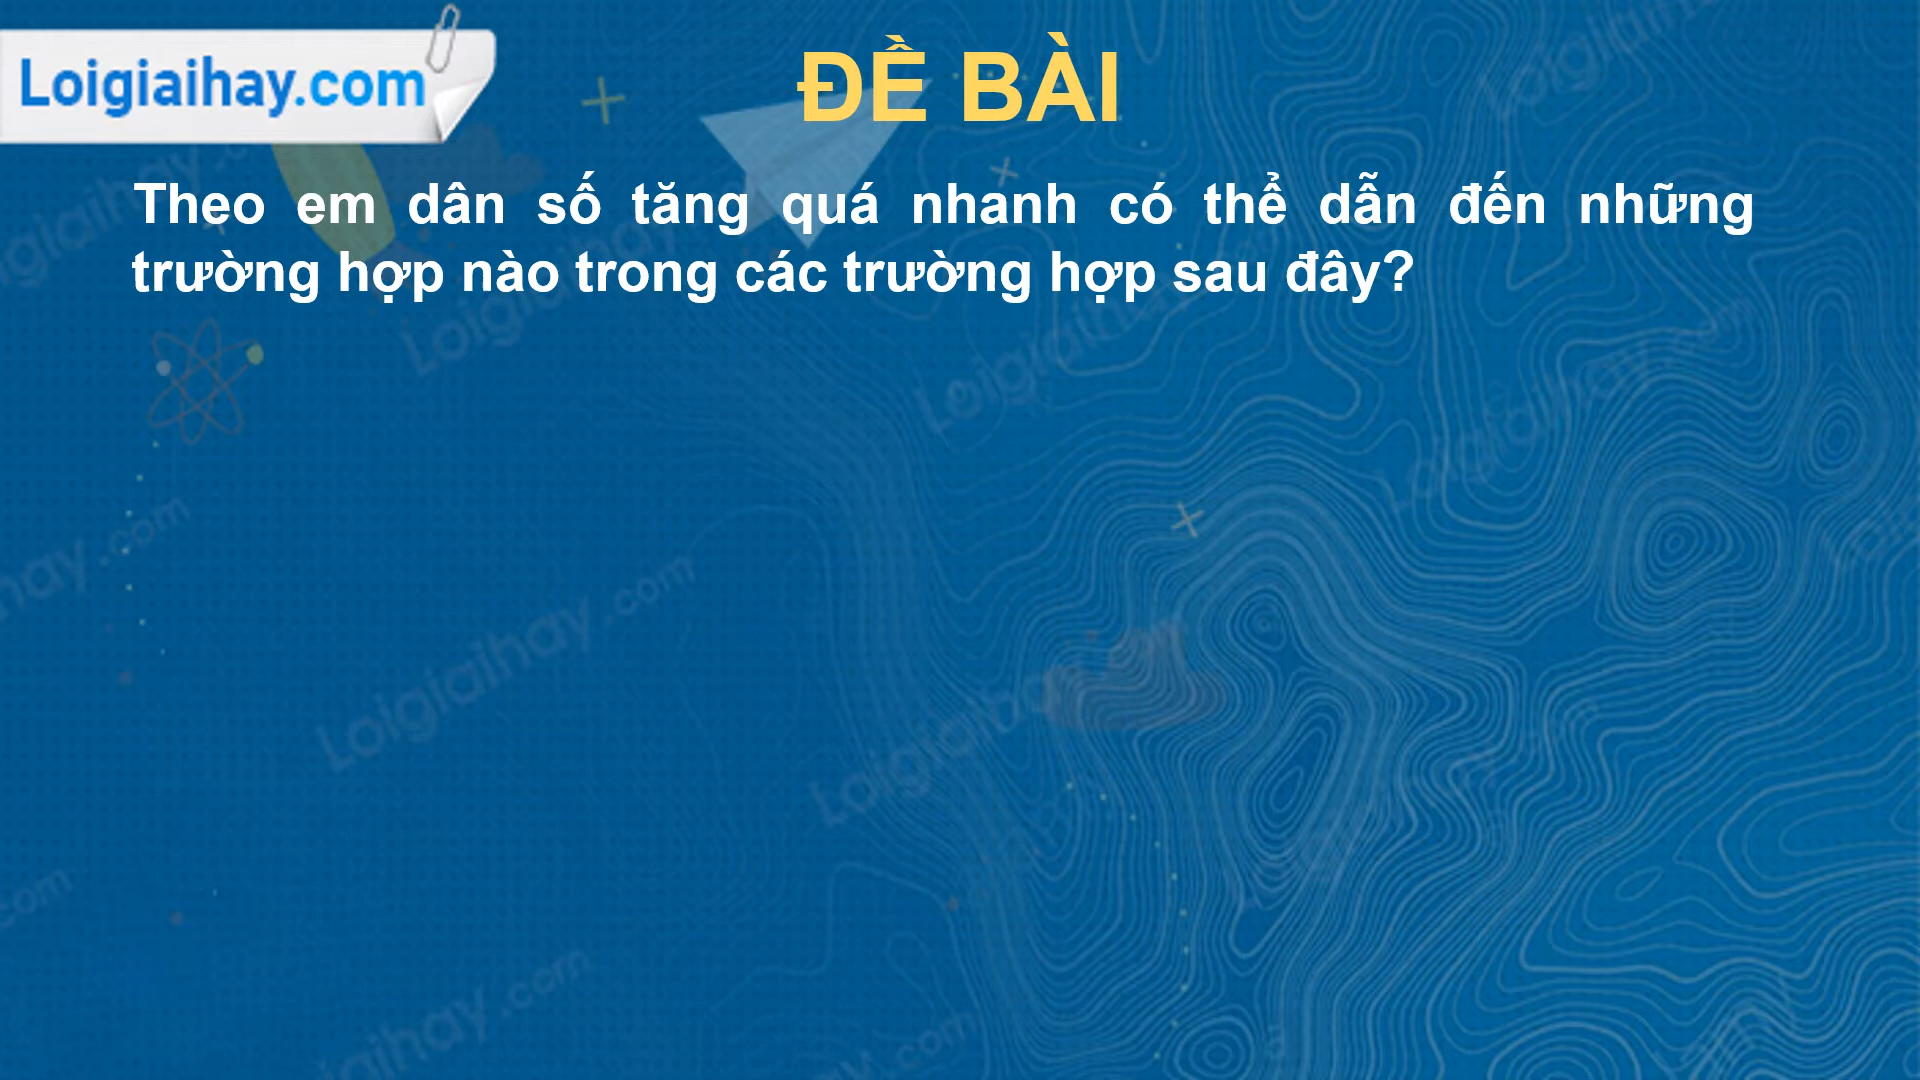 Loigiaihay.com
ĐỀ BÀI
Theo em dân số tăng quá nhanh có thể dẫn đến những
trường hợp nào trong các trường hợp sau đây?